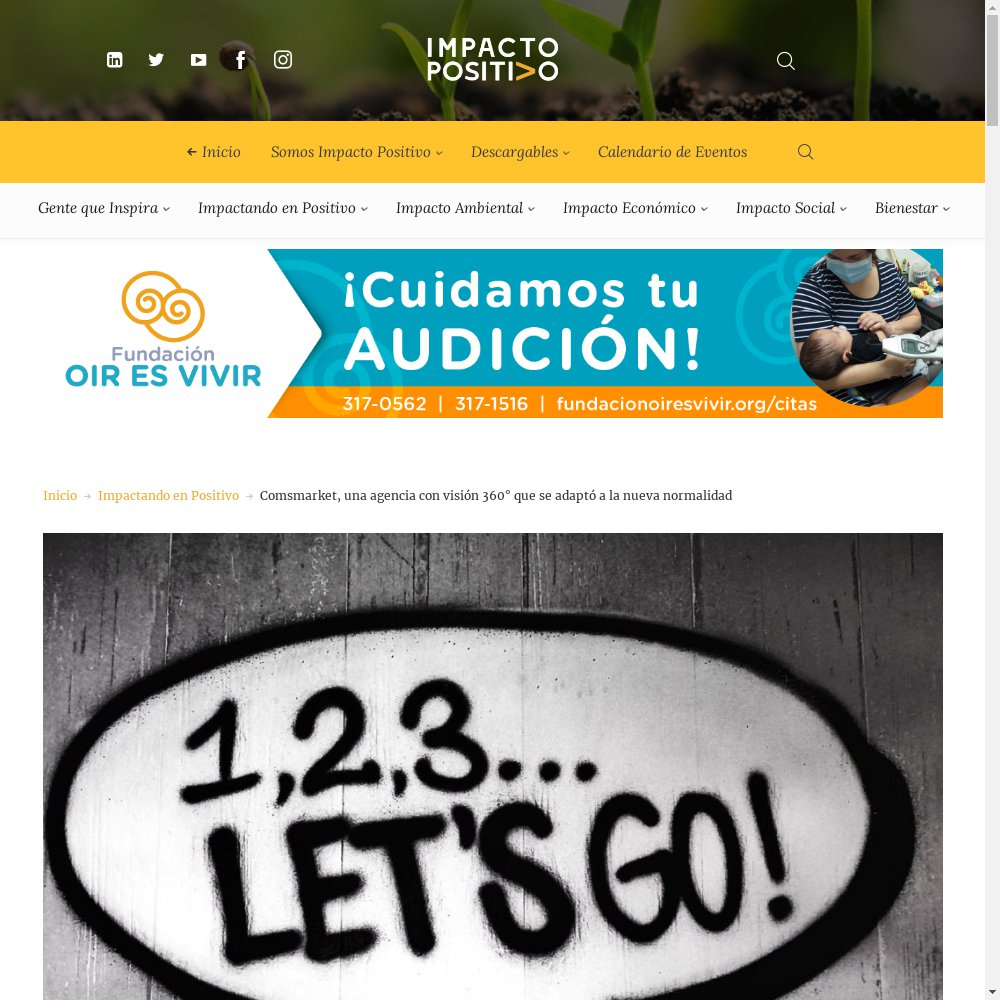 IMPACTO
POSITIVO
Inicio
Somos Impacto Positivo
Descargables
Calendario de Eventos
Gente que Inspira
Impactando en Positivo
Impacto Ambiental
Impacto Económico
Impacto Social
Bienestar
Fundación
OIR ES VIVIR
¡Cuidamos tu
AUDICIÓN!
317-0562 | 317-1516 | fundacionoiresvivir.org/citas
Inicio → Impactando en Positivo → Comsmarket, una agencia con visión 360° que se adaptó a la nueva normalidad
1,2,3...
LET'S GO!